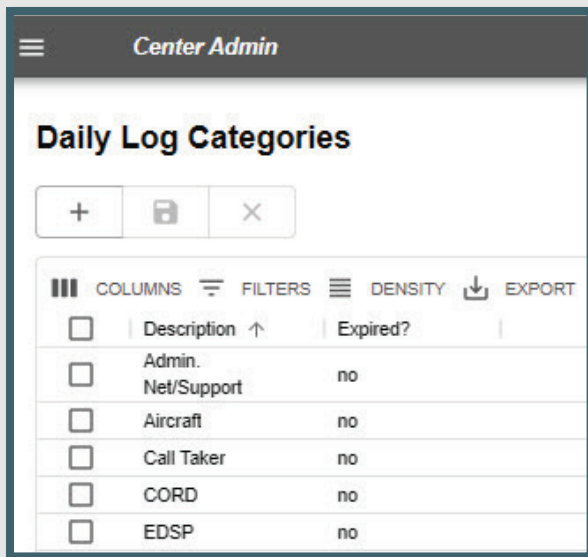 Center Admin
Daily Log Categories
COLUMNS FILTERS DENSITY EXPORT
Description Expired?
Admin.
Net/Support no
Aircraft no
Call Taker no
CORD no
EDSP no